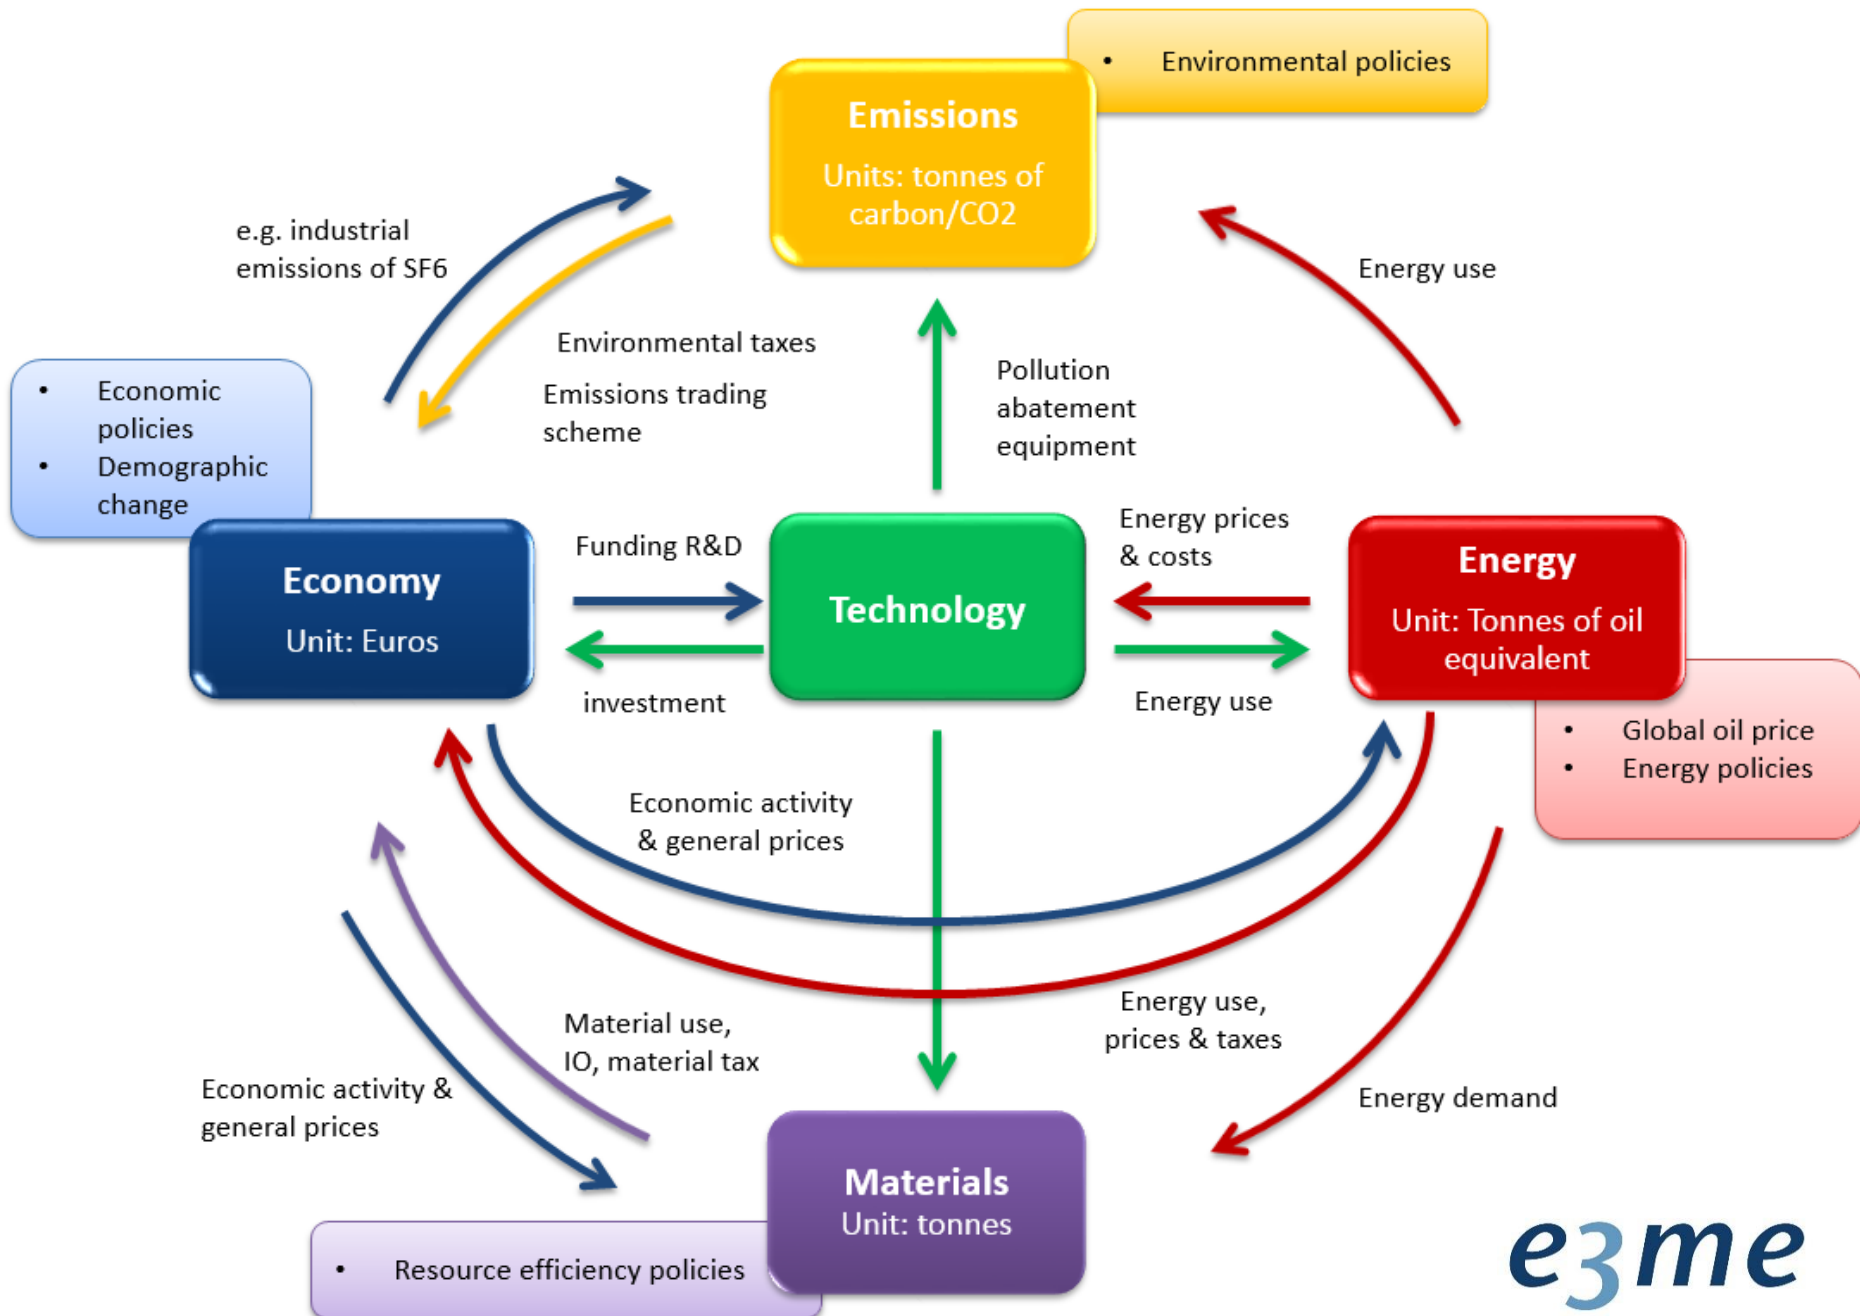 • Environmental policies
Emissions
Units: tonnes of
carbon/CO2
e.g. industrial
emissions of SF6
Energy use
Environmental taxes
Emissions trading
scheme
Pollution
abatement
equipment
• Economic
policies
• Demographic
change
Economy
Unit: Euros
Funding R&D
investment
Technology
Energy prices
& costs
Energy use
Energy
Unit: Tonnes of oil
equivalent
• Global oil price
• Energy policies
Economic activity
& general prices
Material use,
IO, material tax
Energy use,
prices & taxes
Economic activity &
general prices
Energy demand
Materials
Unit: tonnes
• Resource efficiency policies
e3me